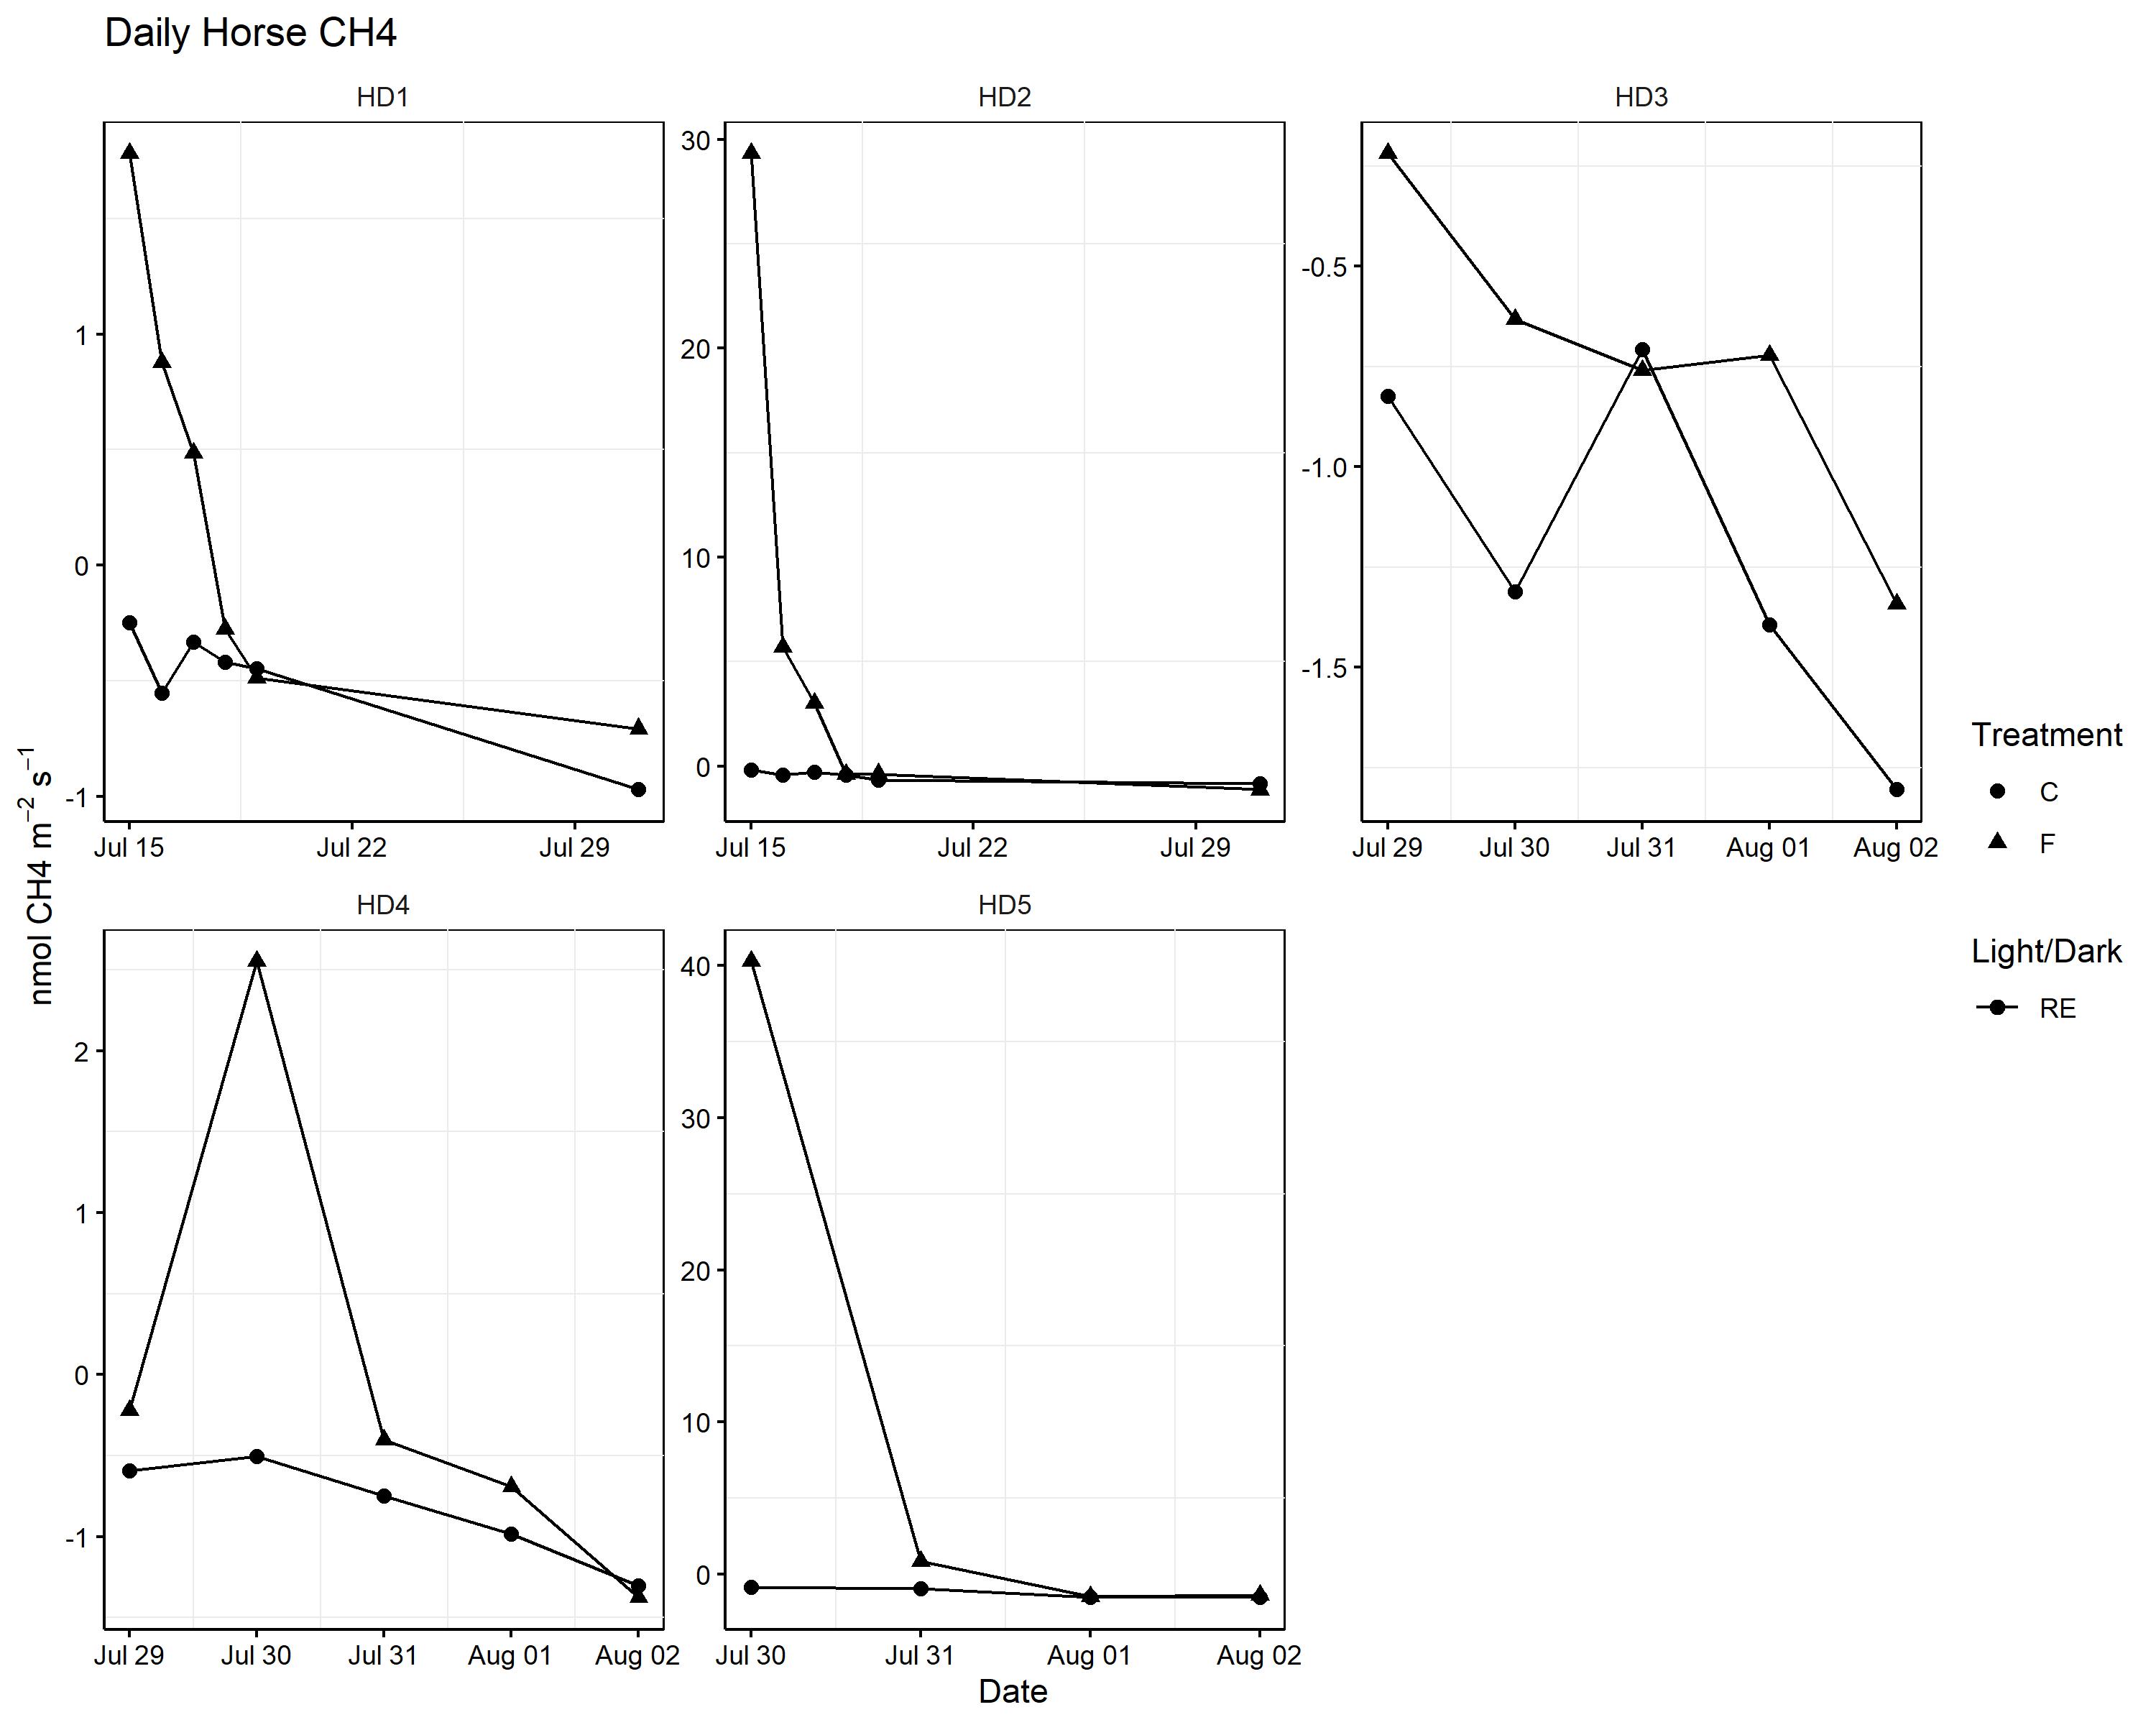 Daily Horse CH4
HD1
HD2
HD3
1
0
-1
30
20
10
0
-0.5
-1.0
-1.5
Jul 15 Jul 22 Jul 29
Jul 15 Jul 22 Jul 29
Jul 29 Jul 30 Jul 31 Aug 01 Aug 02
HD4
HD5
2
1
0
-1
40
30
20
10
0
Jul 29 Jul 30 Jul 31 Aug 01 Aug 02
Jul 30 Jul 31 Aug 01 Aug 02
nmol CH4 m⁻² s⁻¹
Date
Treatment
C
F
Light/Dark
RE